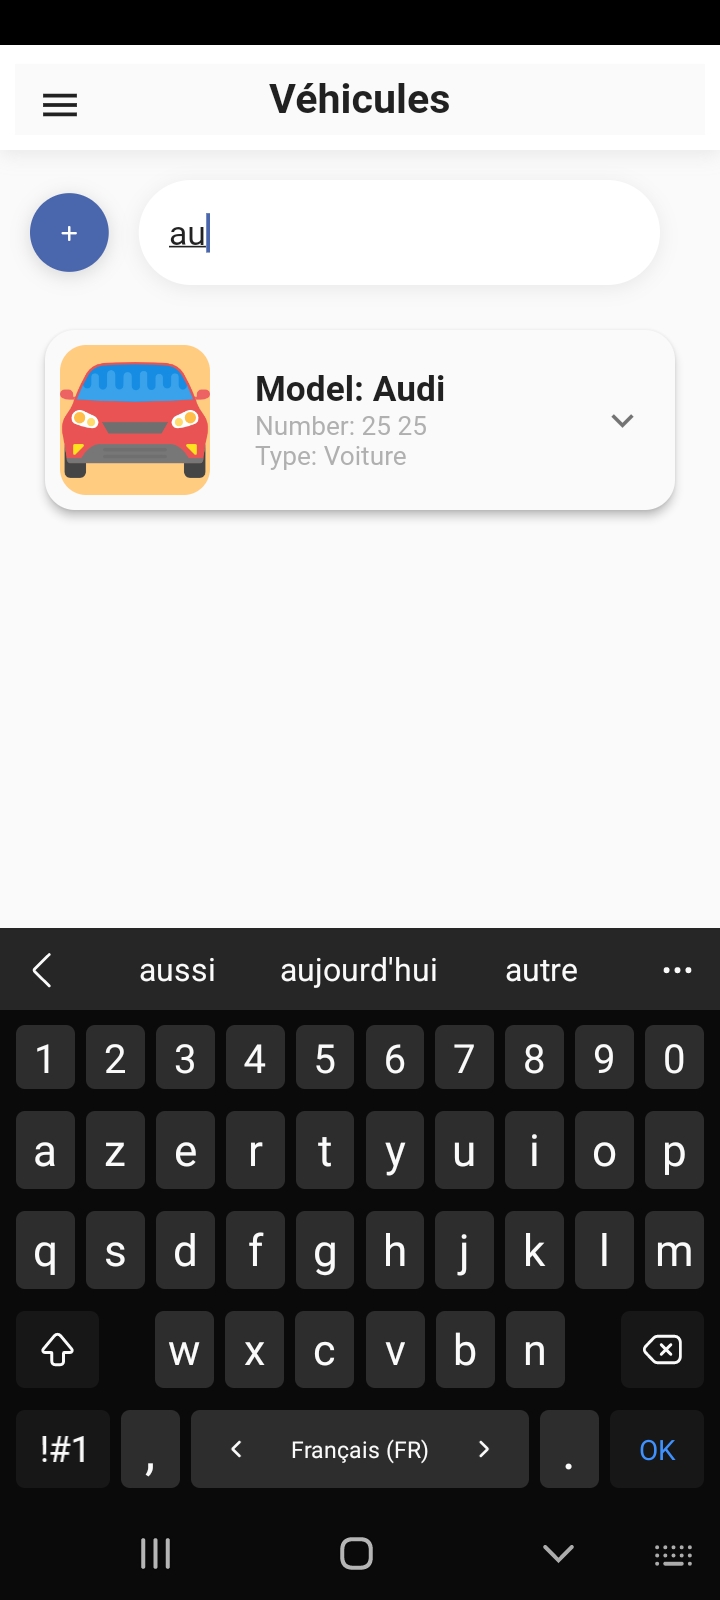 Véhicules
+
au
Model: Audi
Number: 25 25
Type: Voiture
aussi aujourd'hui autre
1 2 3 4 5 6 7 8 9 0
a z e r t y u i o p
q s d f g h j k l m
w x c v b n
!#1 , Français (FR) . OK